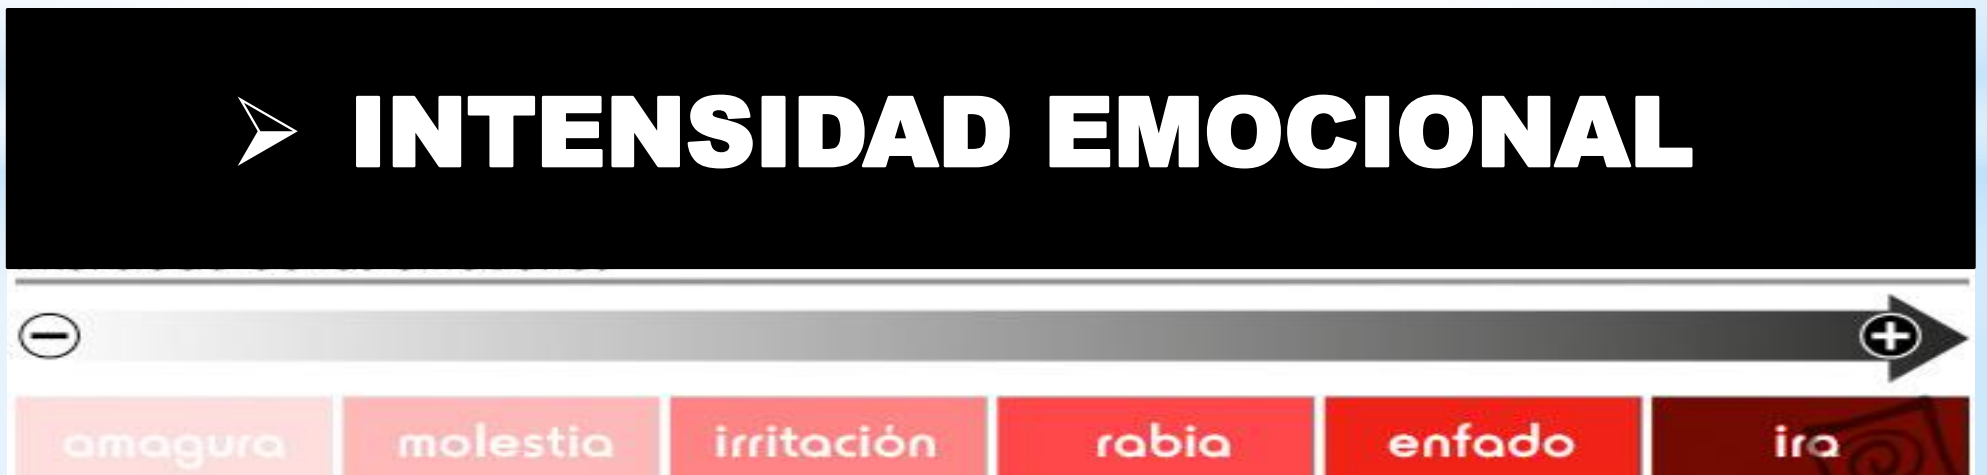 INTENSIDAD EMOCIONAL
amagura molestia irritación rabia enfado ira